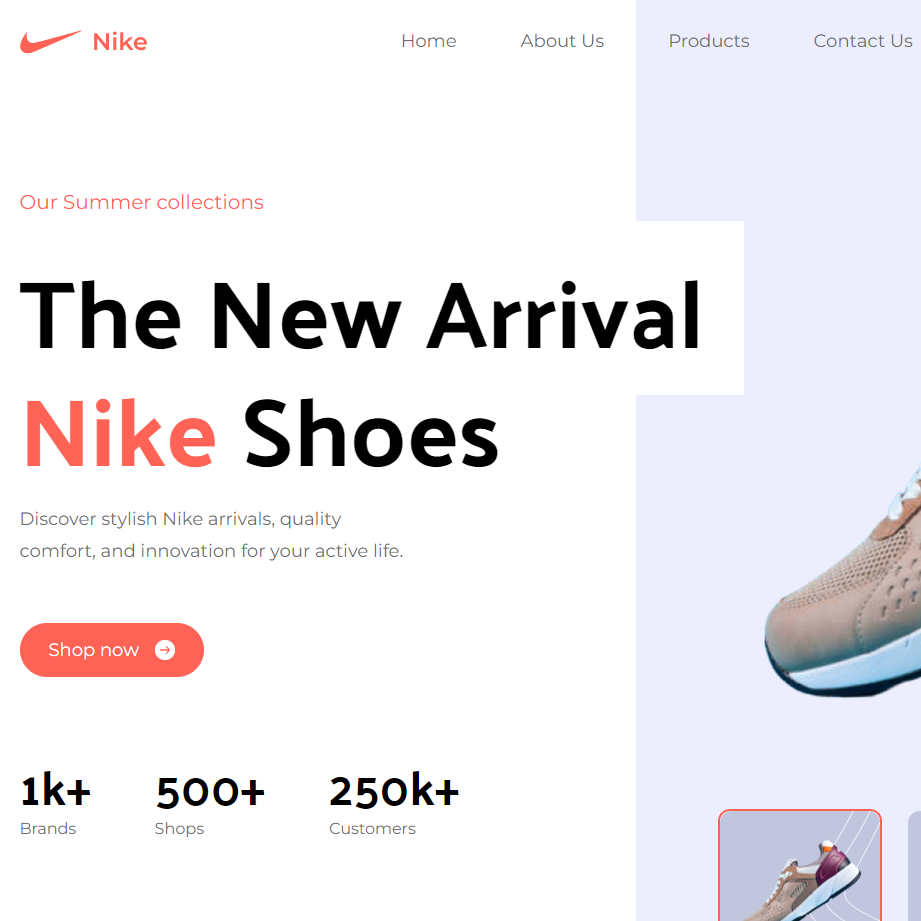 Nike
Home
About Us
Products
Contact Us
Our Summer collections
The New Arrival
Nike Shoes
Discover stylish Nike arrivals, quality
comfort, and innovation for your active life.
Shop now
1k+
Brands
500+
Shops
250k+
Customers